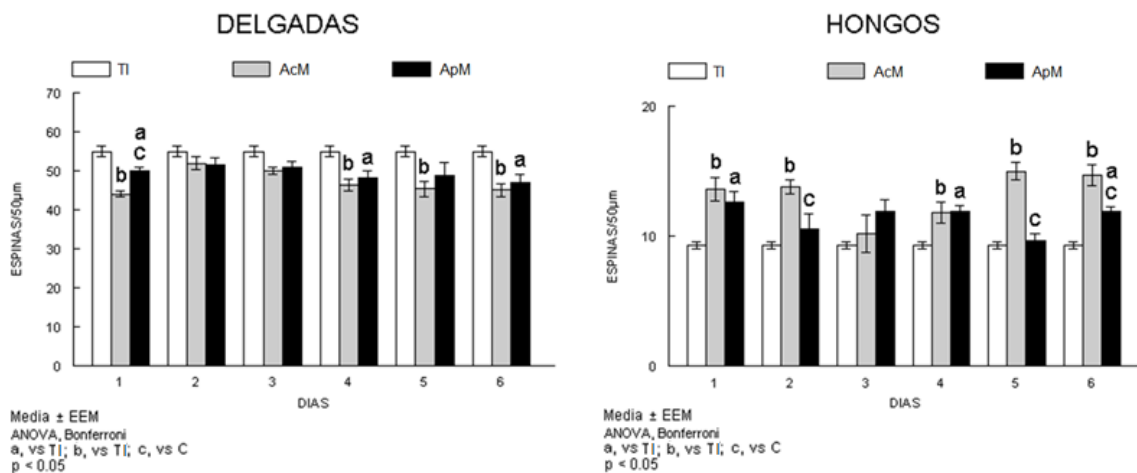 DELGADAS
TI AcM ApM
70
60
50
40
30
20
10
0
ESPINAS/50µm
a
b c
b a
b
b a
1 2 3 4 5 6
DIAS
Media ± EEM
ANOVA, Bonferroni
a, vs TI; b, vs TI; c, vs C
p < 0.05
HONGOS
TI AcM ApM
20
10
0
ESPINAS/50µm
b a
b c
b a
b c
b a
c
1 2 3 4 5 6
DIAS
Media ± EEM
ANOVA, Bonferroni
a, vs TI; b, vs TI; c, vs C
p < 0.05